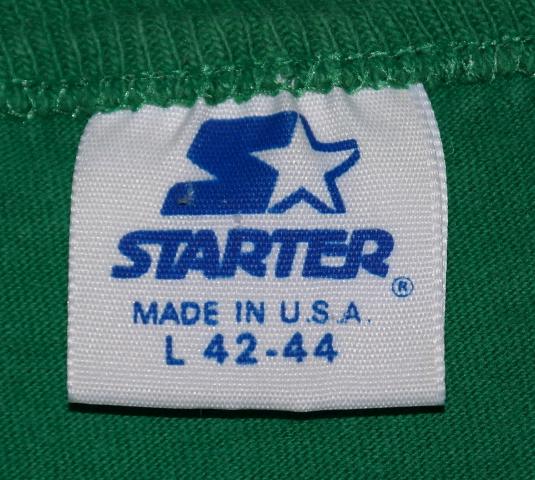 S
STARTER®
MADE IN U.S.A.
L 42-44